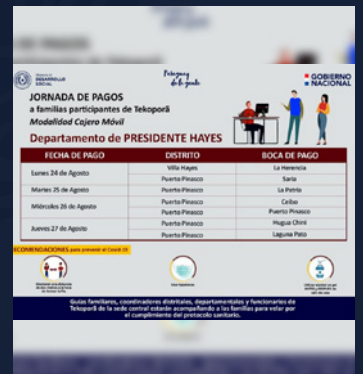 DESARROLLO
SOCIAL
Paraguay
de la gente
GOBIERNO
NACIONAL
JORNADA DE PAGOS
a familias participantes de Tekoporã
Modalidad Cajero Móvil
Departamento de PRESIDENTE HAYES
FECHA DE PAGO DISTRITO BOCA DE PAGO
Lunes 24 de Agosto Villa Hayes La Herencia
Puerto Pinasco Saria
Martes 25 de Agosto Puerto Pinasco La Patria
Miércoles 26 de Agosto Puerto Pinasco Ceibo
Puerto Pinasco Puerto Pinasco
Jueves 27 de Agosto Puerto Pinasco Hugua Chini
Puerto Pinasco Laguna Pato
RECOMENDACIONES para prevenir el Covid-19
Guías familiares, coordinadores distritales, departamentales y funcionarios de
Tekoporã de la sede central estarán acompañando a las familias para velar por
el cumplimiento del protocolo sanitario.